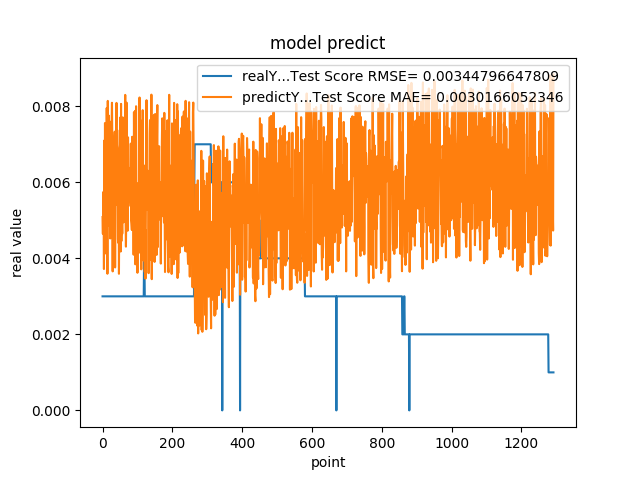 model predict
realY...Test Score RMSE= 0.00344796647809
predictY...Test Score MAE= 0.0030166052346
0.008
0.006
0.004
0.002
0.000
real value
0 200 400 600 800 1000 1200
point